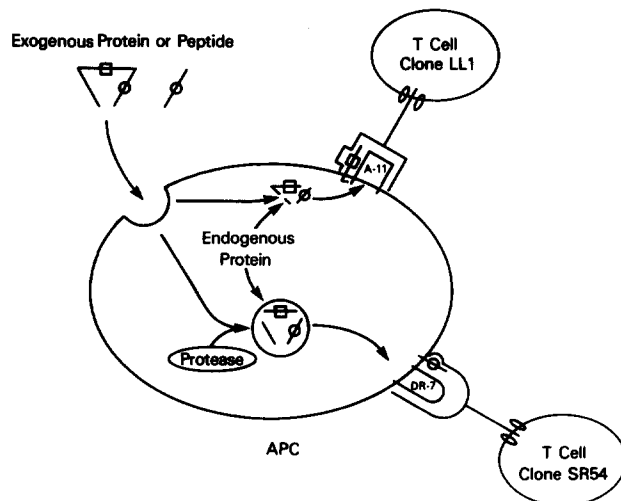 Exogenous Protein or Peptide
T Cell
Clone LL1
A-11
Endogenous
Protein
Protease
DR-7
APC
T Cell
Clone SR54